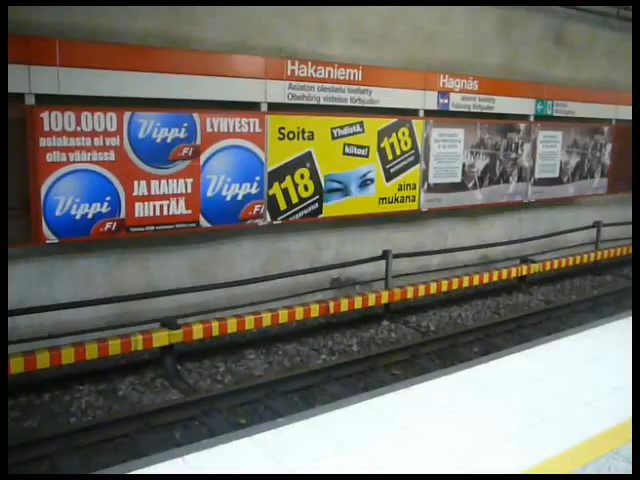 Hakaniemi
Hagnäs
Asiaton oleskelu kielletty
Obehörig vistelse förbjuden
100.000
asiakasta ei voi
olla väärässä
Vippi
.FI
LYHYESTI.
Vippi
.FI
JA RAHAT
RIITTÄÄ.
Vippi
.FI
Soita
Yhdistä,
kiitos!
118
118
aina
mukana